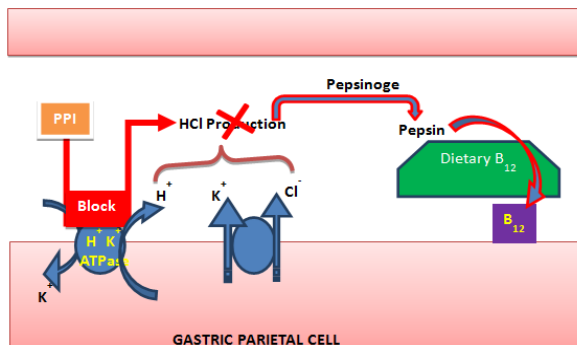 Pepsinoge
PPI
HCl Production
Pepsin
Dietary B12
Block
H+
K+
Cl-
B12
H+ K+
ATPase
K+
GASTRIC PARIETAL CELL